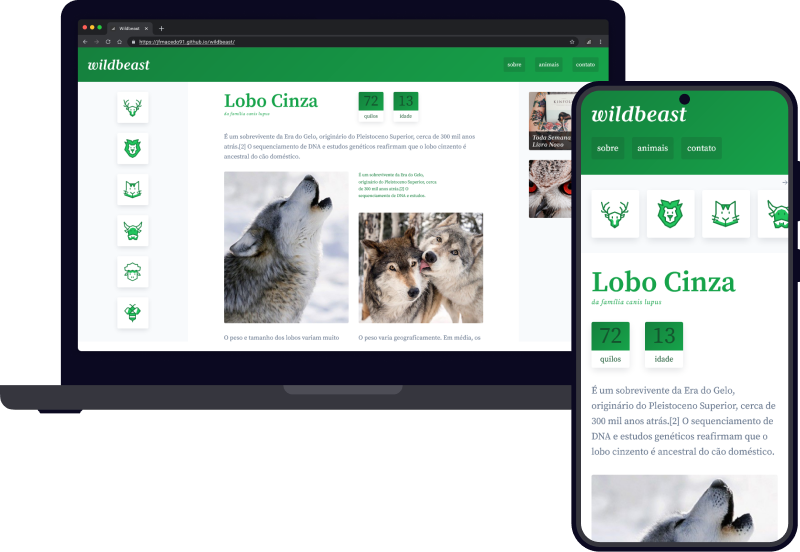 Wildbeast
https://jfmacedo91.github.io/wildbeast/
wildbeast
sobre
animais
contato
Lobo Cinza
da família canis lupus
72
quilos
13
idade
É um sobrevivente da Era do Gelo, originário do Pleistoceno Superior, cerca de 300 mil anos
atrás.[2] O sequenciamento de DNA e estudos genéticos reafirmam que o lobo cinzento é
ancestral do cão doméstico.
É um sobrevivente da Era do Gelo,
originário do Pleistoceno Superior, cerca
de 300 mil anos atrás.[2] O
sequenciamento de DNA e estudos.
O peso e tamanho dos lobos variam muito
O peso varia geograficamente. Em média, os
Toda Semana
Livro Novo
wildbeast
sobre
animais
contato
Lobo Cinza
da família canis lupus
72
quilos
13
idade
É um sobrevivente da Era do Gelo,
originário do Pleistoceno Superior, cerca de
300 mil anos atrás.[2] O sequenciamento de
DNA e estudos genéticos reafirmam que o
lobo cinzento é ancestral do cão doméstico.